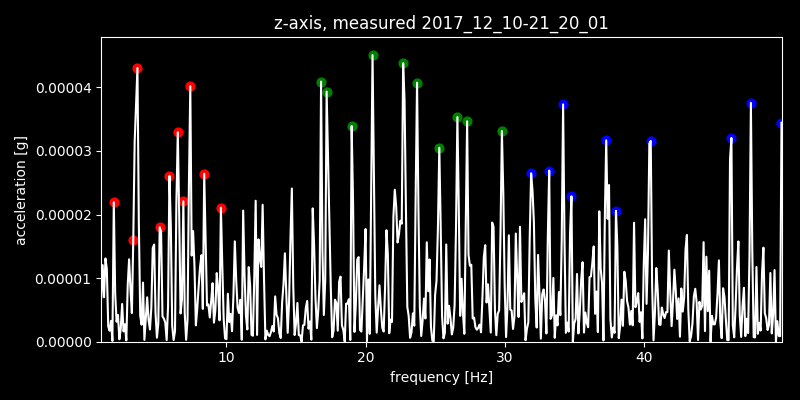 z-axis, measured 2017_12_10-21_20_01
0.00004
0.00003
0.00002
0.00001
0.00000
acceleration [g]
10 20 30 40
frequency [Hz]